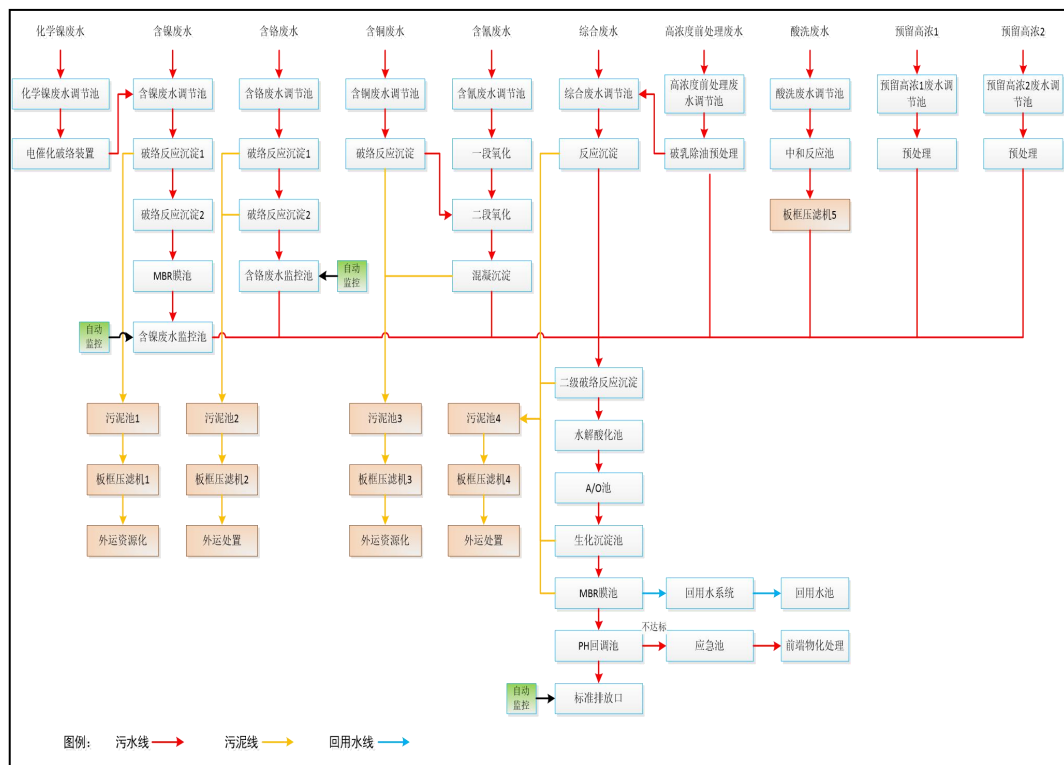 化学镍废水
含镍废水
含铬废水
含铜废水
含氰废水
综合废水
高浓度前处理废水
酸洗废水
预留高浓1
预留高浓2
化学镍废水调节池
含镍废水调节池
含铬废水调节池
含铜废水调节池
含氰废水调节池
综合废水调节池
高浓度前处理废
水调节池
酸洗废水调节池
预留高浓1废水调
节池
预留高浓2废水调
节池
电催化破络装置
破络反应沉淀1
破络反应沉淀1
破络反应沉淀
一段氧化
反应沉淀
破乳除油预处理
中和反应池
预处理
预处理
破络反应沉淀2
破络反应沉淀2
二段氧化
板框压滤机5
MBR膜池
含铬废水监控池
自动
监控
混凝沉淀
自动
监控
含镍废水监控池
二级破络反应沉淀
污泥池1
污泥池2
污泥池3
污泥池4
水解酸化池
板框压滤机1
板框压滤机2
板框压滤机3
板框压滤机4
A/O池
外运资源化
外运处置
外运资源化
外运处置
生化沉淀池
MBR膜池
回用水系统
回用水池
PH回调池
不达标
应急池
前端物化处理
自动
监控
标准排放口
图例：
污水线
污泥线
回用水线